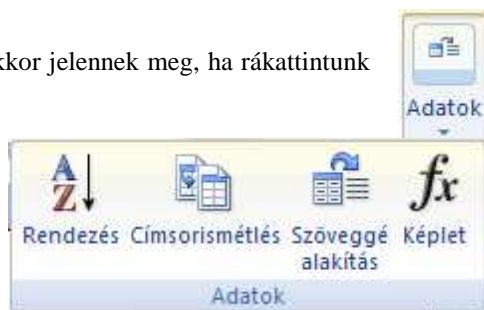 kkor jelennek meg, ha rákattintunk
Adatok
Rendezés Címsorismétlés Szöveggé alakítás Képlet
Adatok